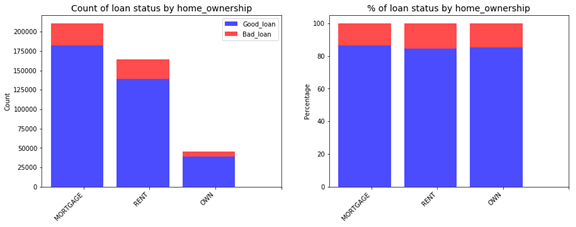 Count of loan status by home_ownership
Count
200000
175000
150000
125000
100000
75000
50000
25000
0
Good_loan
Bad_loan
MORTGAGE
RENT
OWN
% of loan status by home_ownership
Percentage
100
80
60
40
20
0
MORTGAGE
RENT
OWN